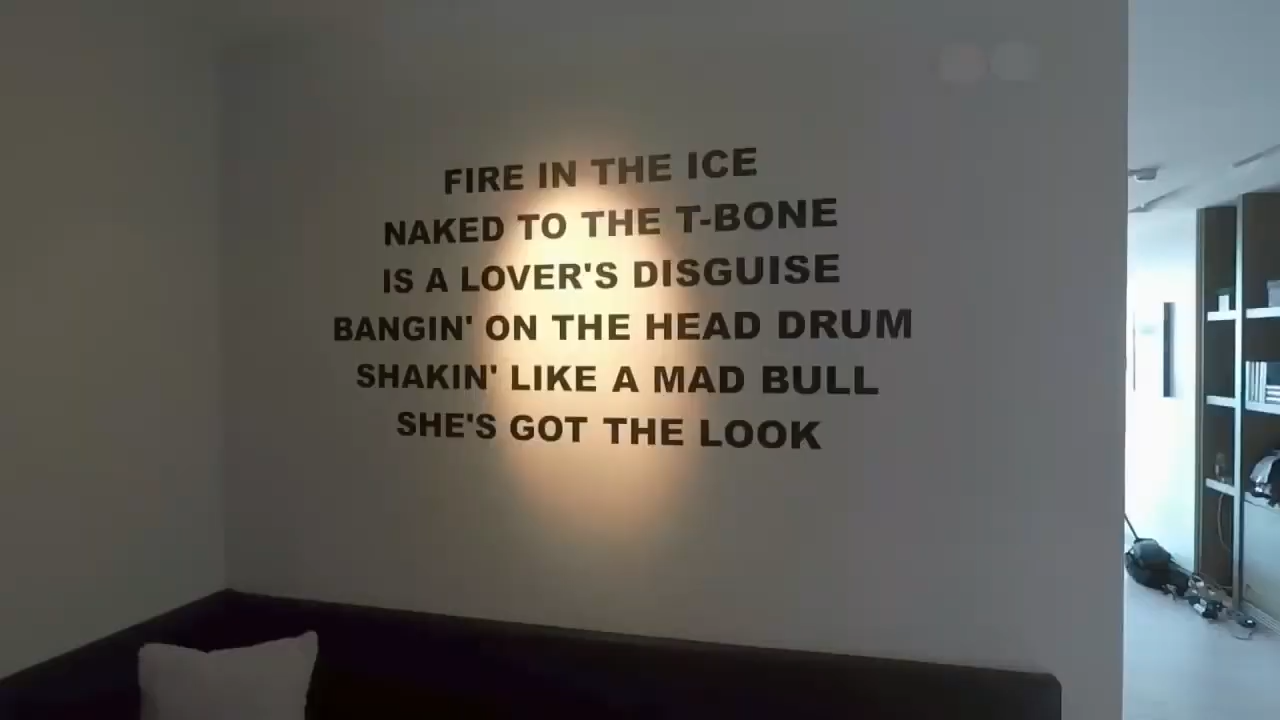 FIRE IN THE ICE
NAKED TO THE T-BONE
IS A LOVER'S DISGUISE
BANGIN' ON THE HEAD DRUM
SHAKIN' LIKE A MAD BULL
SHE'S GOT THE LOOK